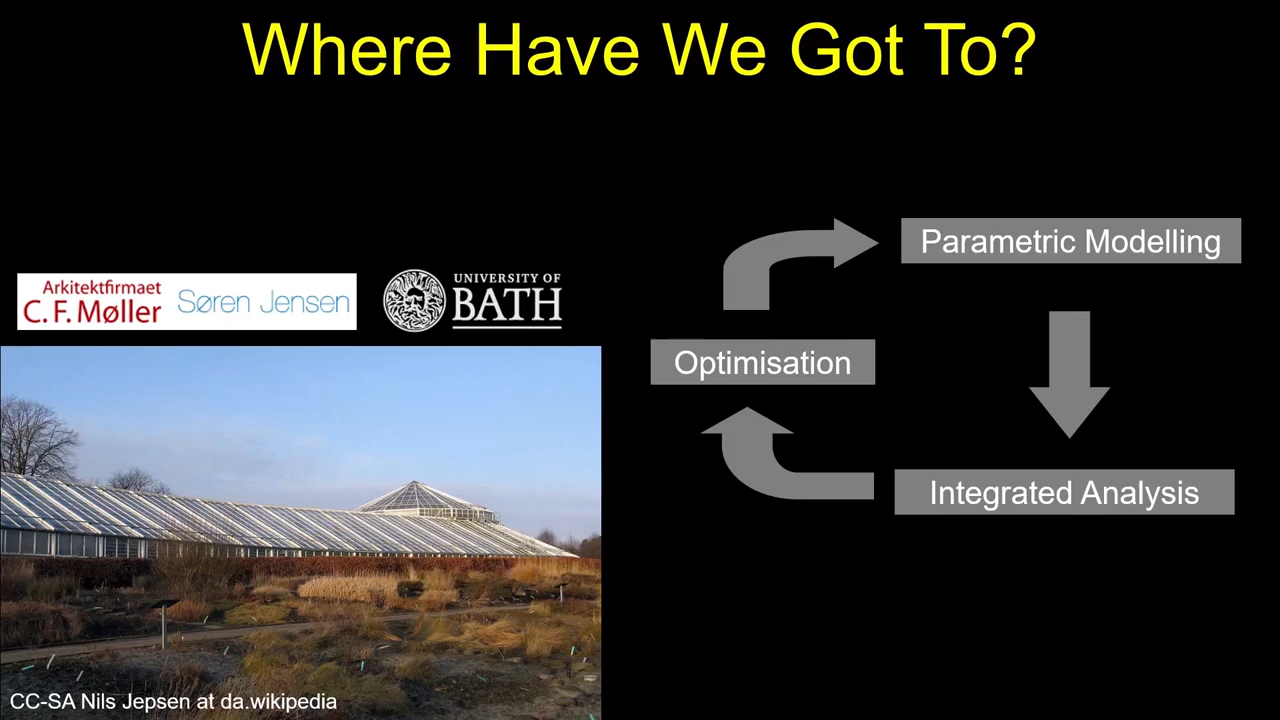 Where Have We Got To?
Arkitektfirmaet
C.F. Møller
Søren Jensen
UNIVERSITY OF
BATH
Parametric Modelling
Optimisation
Integrated Analysis
CC-SA Nils Jepsen at da.wikipedia